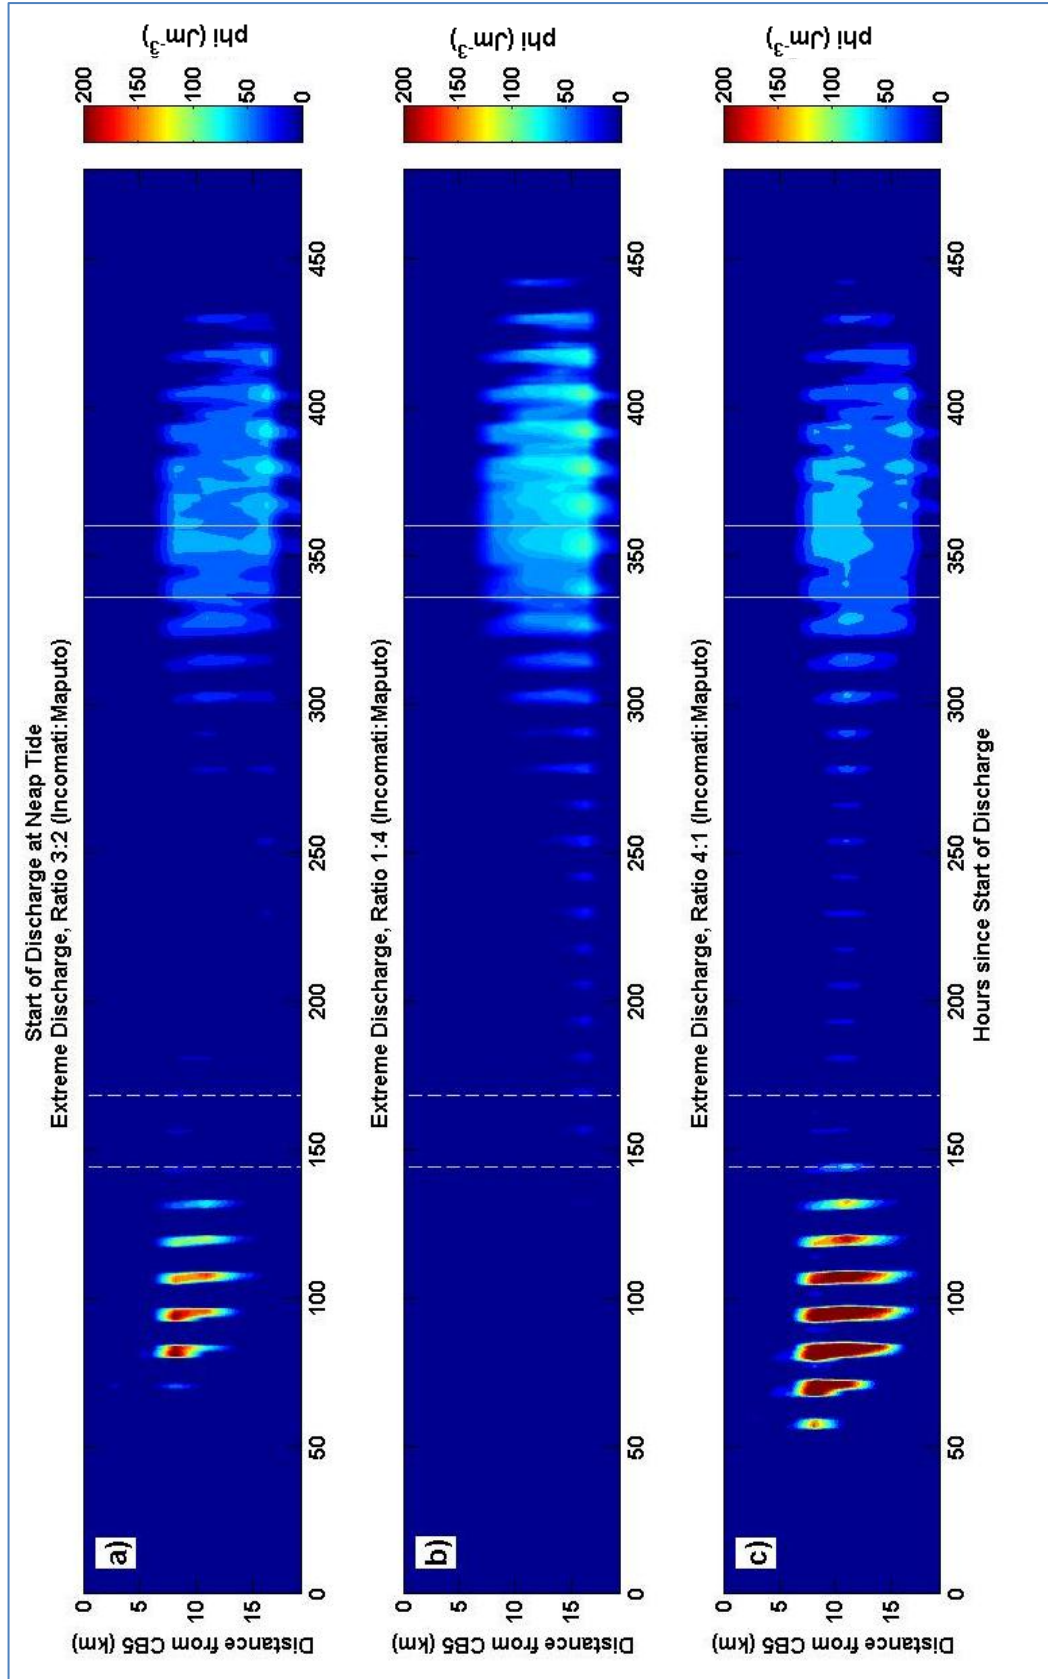 Start of Discharge at Neap Tide
Extreme Discharge, Ratio 3:2 (Incomati:Maputo)
a)
0
5
10
15
Distance from CB5 (km)
0 50 100 150 200 250 300 350 400 450
200
150
100
50
0
phi (Jm⁻³)
Extreme Discharge, Ratio 1:4 (Incomati:Maputo)
b)
0
5
10
15
Distance from CB5 (km)
0 50 100 150 200 250 300 350 400 450
200
150
100
50
0
phi (Jm⁻³)
Extreme Discharge, Ratio 4:1 (Incomati:Maputo)
c)
0
5
10
15
Distance from CB5 (km)
0 50 100 150 200 250 300 350 400 450
Hours since Start of Discharge
200
150
100
50
0
phi (Jm⁻³)